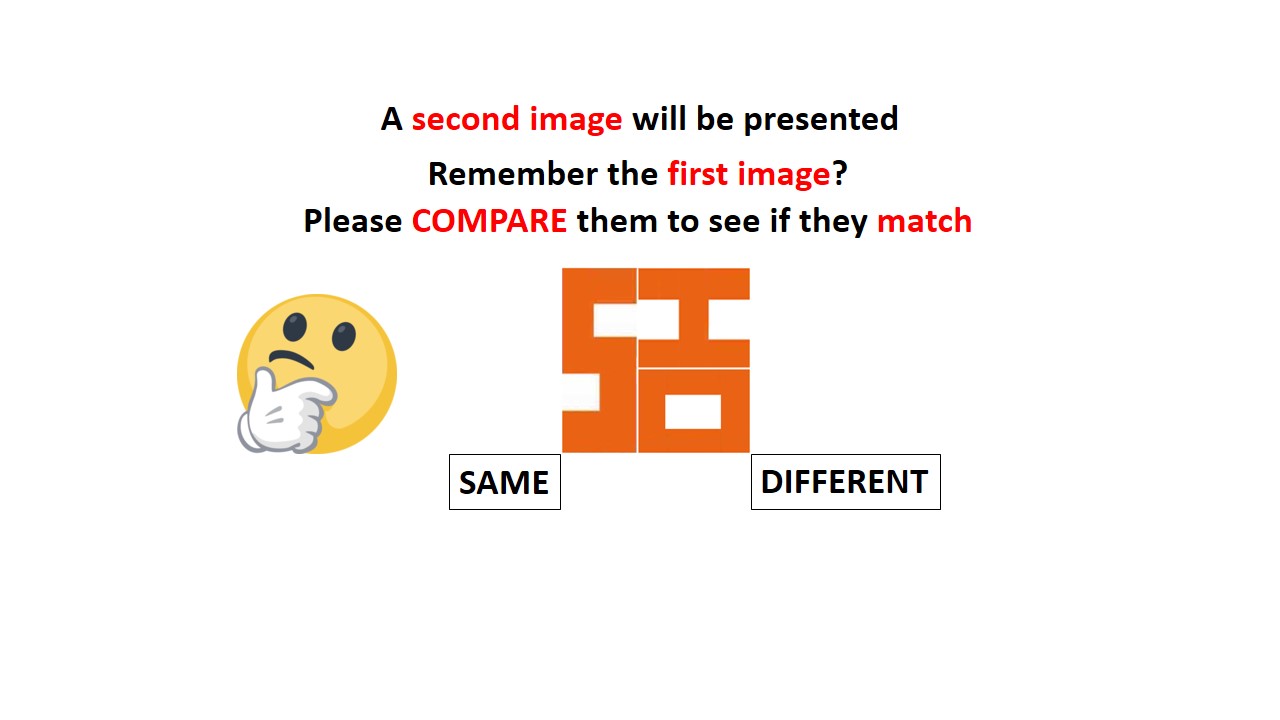 A second image will be presented
Remember the first image?
Please COMPARE them to see if they match
SAME
DIFFERENT